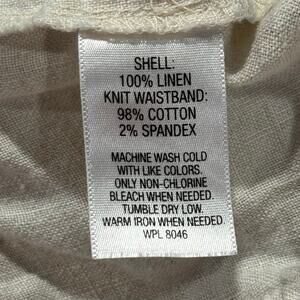 SHELL:
100% LINEN
KNIT WAISTBAND:
98% COTTON
2% SPANDEX
MACHINE WASH COLD
WITH LIKE COLORS.
ONLY NON-CHLORINE
BLEACH WHEN NEEDED.
TUMBLE DRY LOW.
WARM IRON WHEN NEEDED
WPL 8046